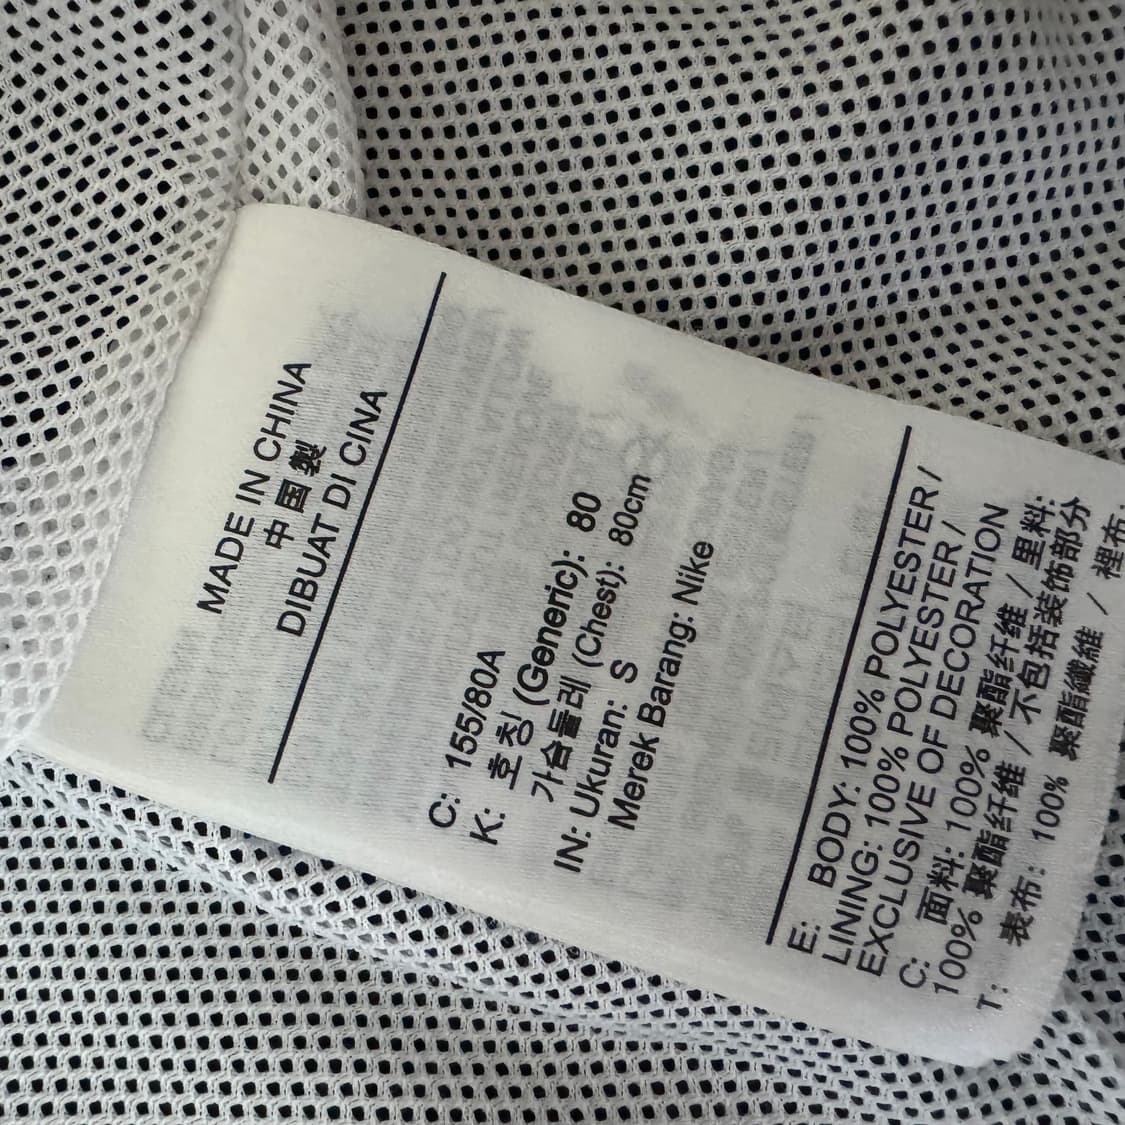 MADE IN CHINA
中国製
DIBUAT DI CINA
C: 155/80A
K: 호칭 (Generic): 80
가슴둘레 (Chest): 80cm
IN: Ukuran: S
Merek Barang: Nike
E: BODY: 100% POLYESTER /
LINING: 100% POLYESTER /
EXCLUSIVE OF DECORATION
C: 面料: 100% 聚酯纤维 / 里料:
100% 聚酯纤维 / 不包括装饰部分
T: 表布: 100% 聚酯纖維 / 裡布: